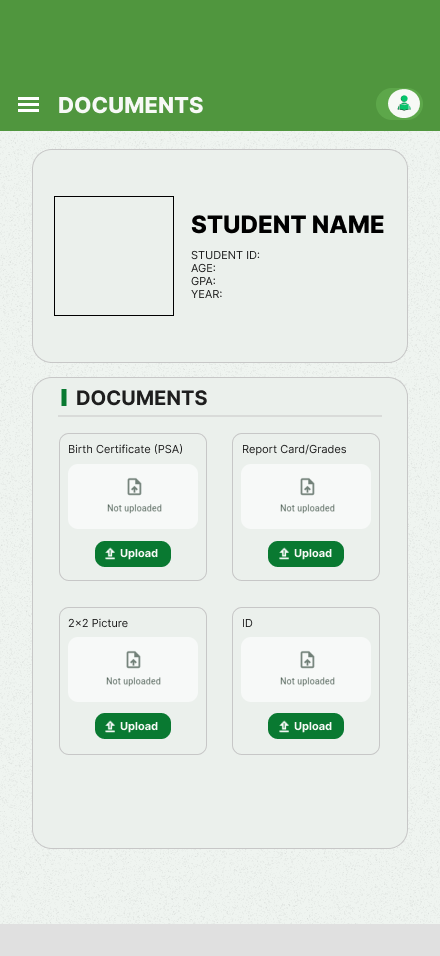 DOCUMENTS
STUDENT NAME
STUDENT ID:
AGE:
GPA:
YEAR:
DOCUMENTS
Birth Certificate (PSA)
Not uploaded
Upload
Report Card/Grades
Not uploaded
Upload
2×2 Picture
Not uploaded
Upload
ID
Not uploaded
Upload